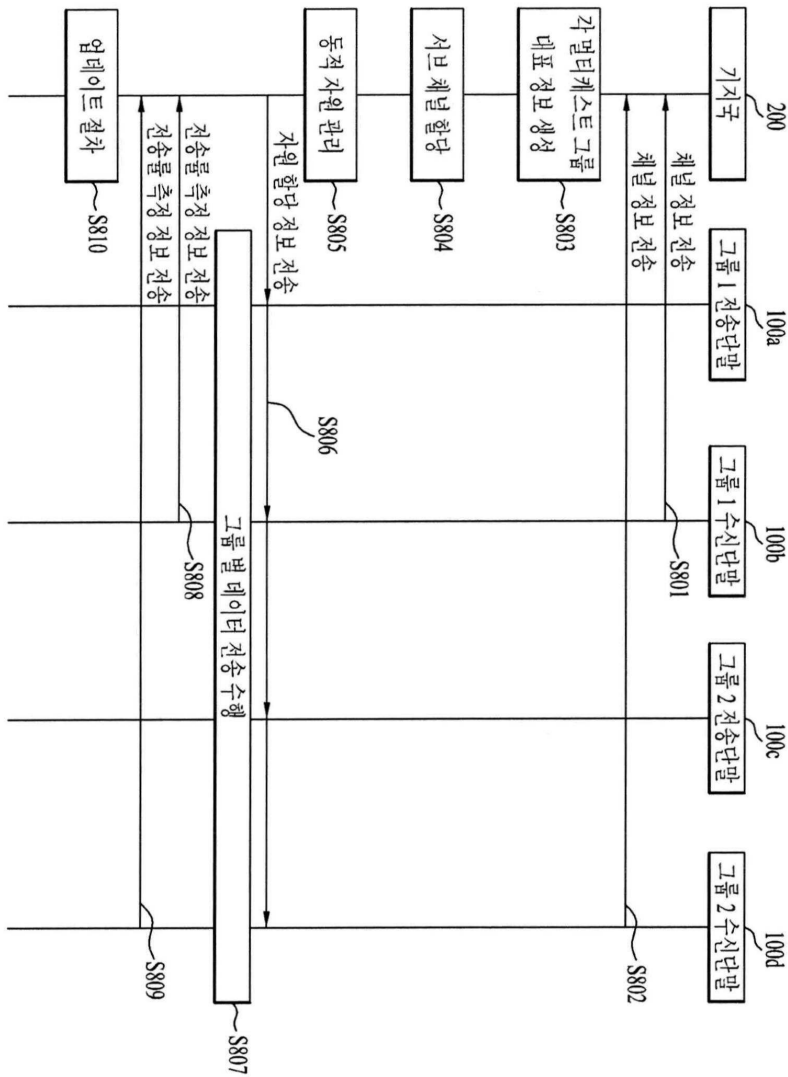 200
기지국
100a
그룹 1 전송단말
100b
그룹 1 수신단말
100c
그룹 2 전송단말
100d
그룹 2 수신단말
채널 정보 전송
S801
채널 정보 전송
S802
각 멀티캐스트 그룹
대표 정보 생성
S803
서브 채널 할당
S804
동적 자원 관리
S805
자원 할당 정보 전송
S806
그룹 별 데이터 전송 수행
S807
전송률 측정 정보 전송
S808
전송률 측정 정보 전송
S809
업데이트 절차
S810